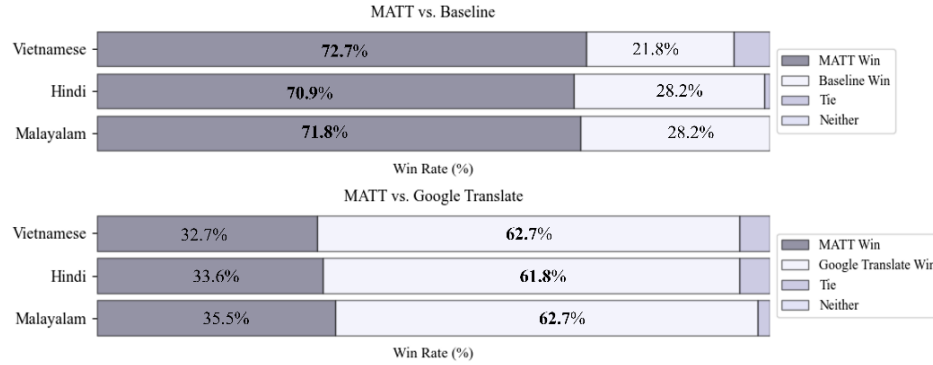 MATT vs. Baseline
Vietnamese 72.7% 21.8%
Hindi 70.9% 28.2%
Malayalam 71.8% 28.2%
Win Rate (%)
MATT Win
Baseline Win
Tie
Neither
MATT vs. Google Translate
Vietnamese 32.7% 62.7%
Hindi 33.6% 61.8%
Malayalam 35.5% 62.7%
Win Rate (%)
MATT Win
Google Translate Win
Tie
Neither